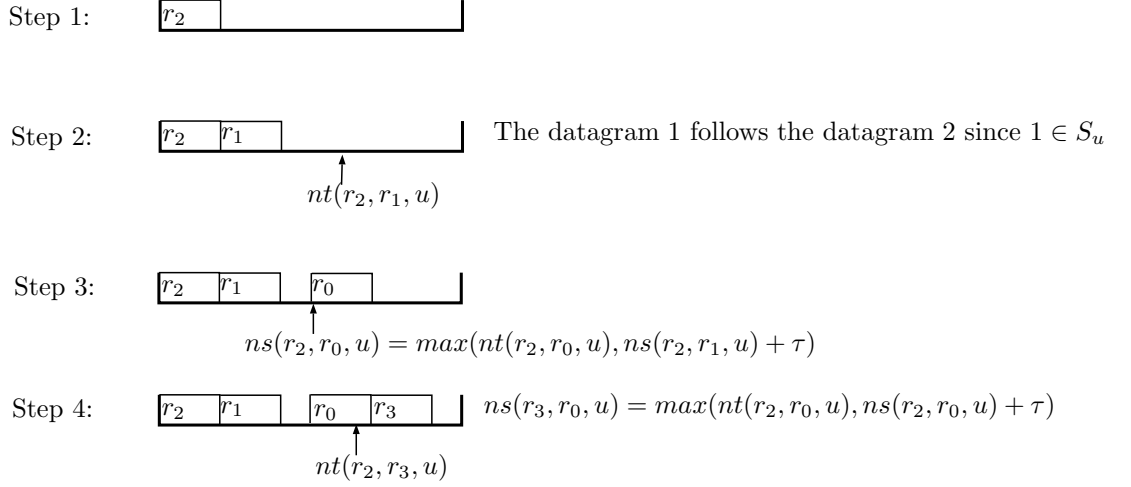 Step 1:
r₂
Step 2:
r₂ r₁
The datagram 1 follows the datagram 2 since 1 ∈ Sᵤ
nt(r₂, r₁, u)
Step 3:
r₂ r₁ r₀
ns(r₂, r₀, u) = max(nt(r₂, r₀, u), ns(r₂, r₁, u) + τ)
Step 4:
r₂ r₁ r₀ r₃
ns(r₃, r₀, u) = max(nt(r₂, r₀, u), ns(r₂, r₀, u) + τ)
nt(r₂, r₃, u)